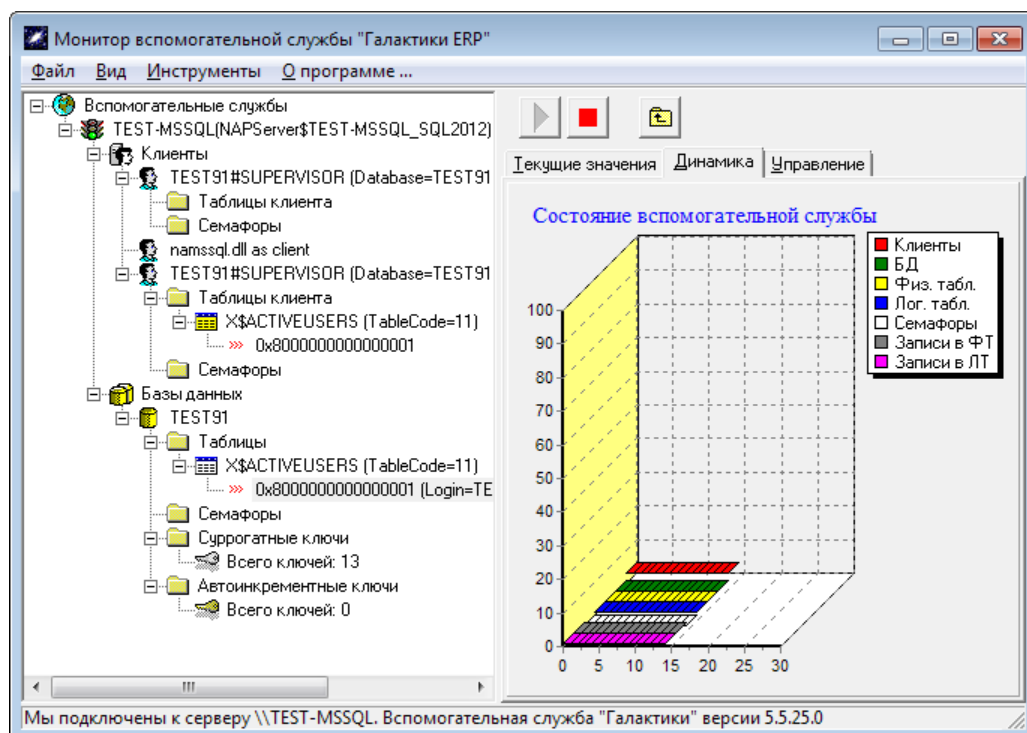 Монитор вспомогательной службы "Галактики ERP"
Файл Вид Инструменты О программе ...
Вспомогательные службы
TEST-MSSQL(NAPServer$TEST-MSSQL_SQL2012)
Клиенты
TEST91#SUPERVISOR (Database=TEST91
Таблицы клиента
Семафоры
namssql.dll as client
TEST91#SUPERVISOR (Database=TEST91
Таблицы клиента
X$ACTIVEUSERS (TableCode=11)
0x8000000000000001
Семафоры
Базы данных
TEST91
Таблицы
X$ACTIVEUSERS (TableCode=11)
0x8000000000000001 (Login=TE
Семафоры
Суррогатные ключи
Всего ключей: 13
Автоинкрементные ключи
Всего ключей: 0
Текущие значения Динамика Управление
Состояние вспомогательной службы
100
90
80
70
60
50
40
30
20
10
0
0 5 10 15 20 25 30
Клиенты
БД
Физ. табл.
Лог. табл.
Семафоры
Записи в ФТ
Записи в ЛТ
Мы подключены к серверу \\TEST-MSSQL. Вспомогательная служба "Галактики" версии 5.5.25.0